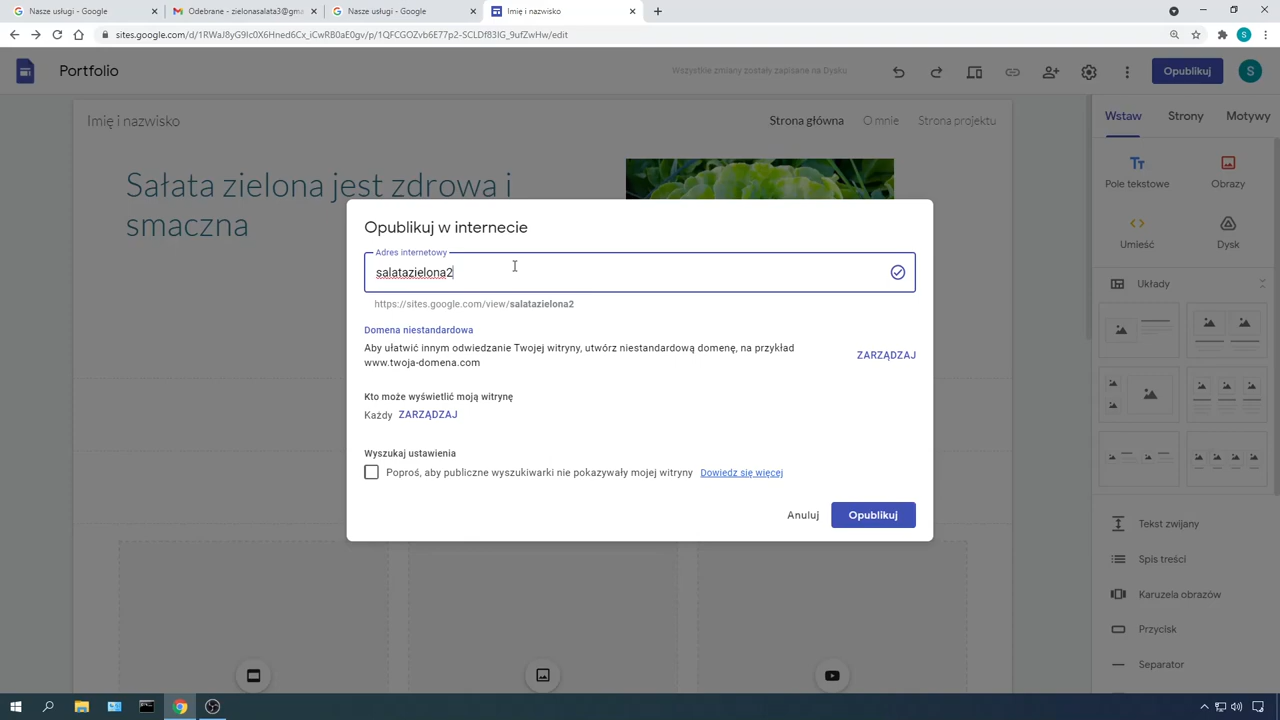 Nasze usługi - Google
Odebrane - zielonasalata3@gma
Nasze usługi - Google
Imię i nazwisko
sites.google.com/d/1RWaJ8yG9Ic0X6Hned6Cx_iCwRB0aE0gv/p/1QFCGOZvb6E77p2-SCLDf83IG_9ufZwHw/edit
S
Portfolio
Wszystkie zmiany zostały zapisane na Dysku
Opublikuj
S
Imię i nazwisko
Strona główna
O mnie
Strona projektu
Wstaw
Strony
Motywy
Sałata zielona jest zdrowa i
smaczna
Pole tekstowe
Obrazy
Umieść
Dysk
Układy
Opublikuj w internecie
Adres internetowy
salatazielona2
https://sites.google.com/view/salatazielona2
Domena niestandardowa
Aby ułatwić innym odwiedzanie Twojej witryny, utwórz niestandardową domenę, na przykład
www.twoja-domena.com
ZARZĄDZAJ
Kto może wyświetlić moją witrynę
Każdy ZARZĄDZAJ
Wyszukaj ustawienia
Poproś, aby publiczne wyszukiwarki nie pokazywały mojej witryny Dowiedz się więcej
Anuluj
Opublikuj
Tekst zwijany
Spis treści
Karuzela obrazów
Przycisk
Separator